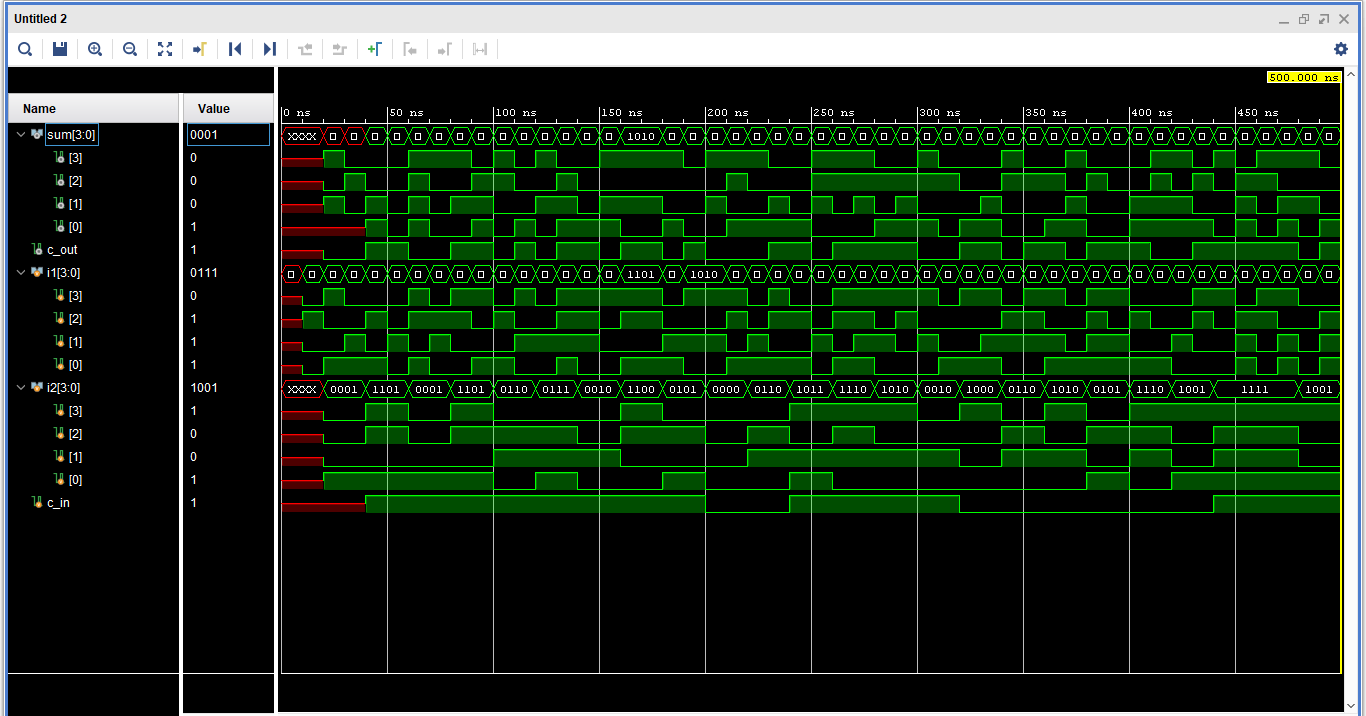 Untitled 2
500.000 ns
Name Value
0 ns 50 ns 100 ns 150 ns 200 ns 250 ns 300 ns 350 ns 400 ns 450 ns
sum[3:0] 0001 XXXX 1010
[3] 0
[2] 0
[1] 0
[0] 1
c_out 1
i1[3:0] 0111 1101 1010
[3] 0
[2] 1
[1] 1
[0] 1
i2[3:0] 1001 XXXX 0001 1101 0001 1101 0110 0111 0010 1100 0101 0000 0110 1011 1110 1010 0010 1000 0110 1010 0101 1110 1001 1111 1001
[3] 1
[2] 0
[1] 0
[0] 1
c_in 1